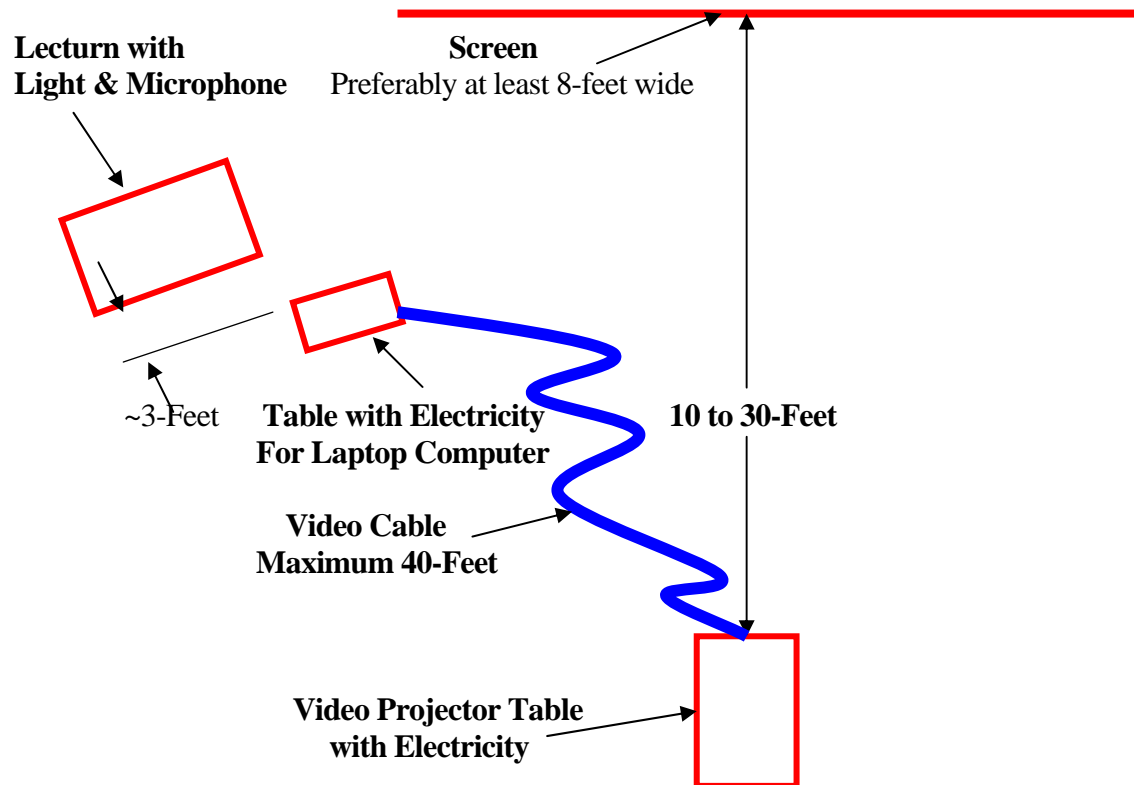 Lecturn with
Light & Microphone
Screen
Preferably at least 8-feet wide
~3-Feet
Table with Electricity
For Laptop Computer
10 to 30-Feet
Video Cable
Maximum 40-Feet
Video Projector Table
with Electricity